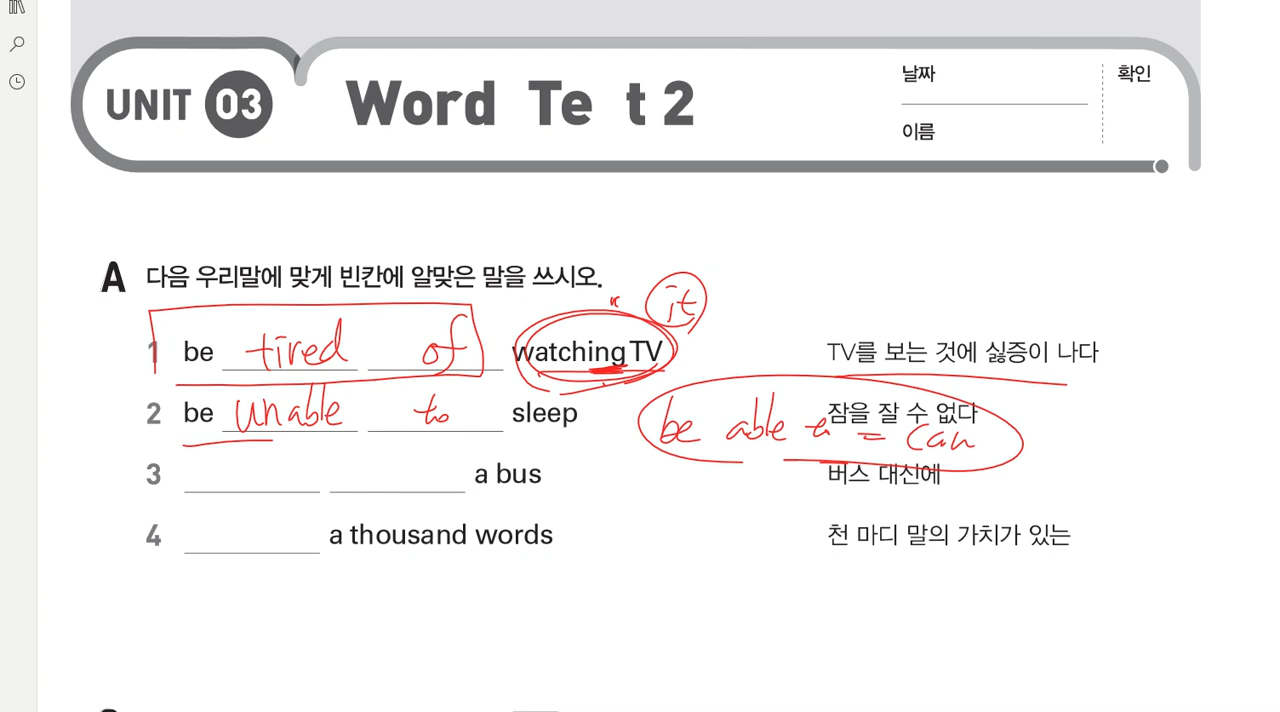 UNIT 03 Word Te t 2
날짜
확인
이름
A 다음 우리말에 맞게 빈칸에 알맞은 말을 쓰시오.
it
1 be tired of watching TV TV를 보는 것에 싫증이 나다
2 be unable to sleep 잠을 잘 수 없다
be able = can
3 a bus 버스 대신에
4 a thousand words 천 마디 말의 가치가 있는